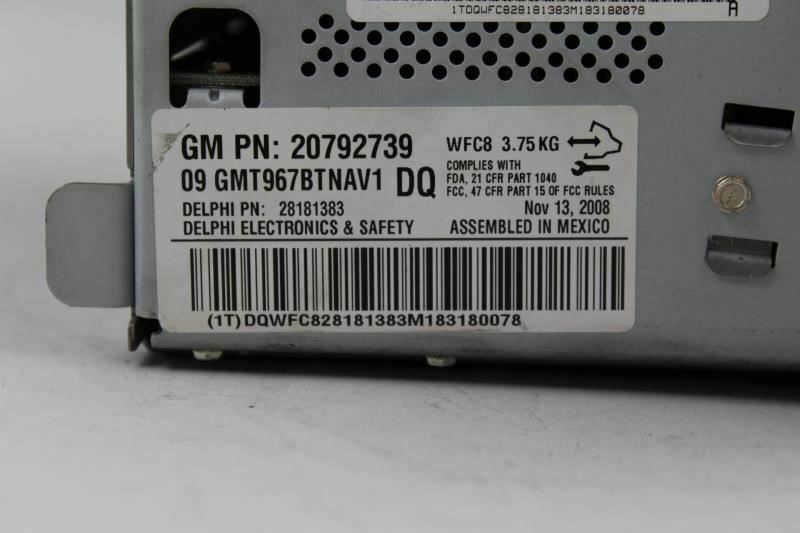 1TDQWFC828181383M183180078
A
GM PN: 20792739
09 GMT967BTNAV1 DQ
DELPHI PN: 28181383
DELPHI ELECTRONICS & SAFETY
WFC8 3.75 KG
COMPLIES WITH
FDA, 21 CFR PART 1040
FCC, 47 CFR PART 15 OF FCC RULES
Nov 13, 2008
ASSEMBLED IN MEXICO
(1T) DQWFC828181383M183180078